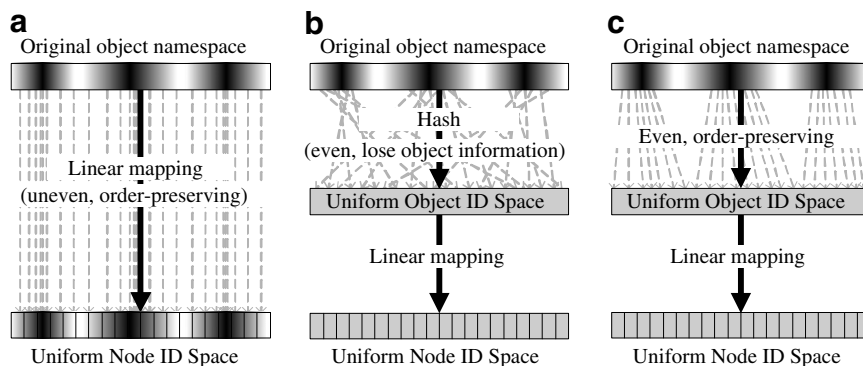 a
Original object namespace
Linear mapping
(uneven, order-preserving)
Uniform Node ID Space
b
Original object namespace
Hash
(even, lose object information)
Uniform Object ID Space
Linear mapping
Uniform Node ID Space
c
Original object namespace
Even, order-preserving
Uniform Object ID Space
Linear mapping
Uniform Node ID Space